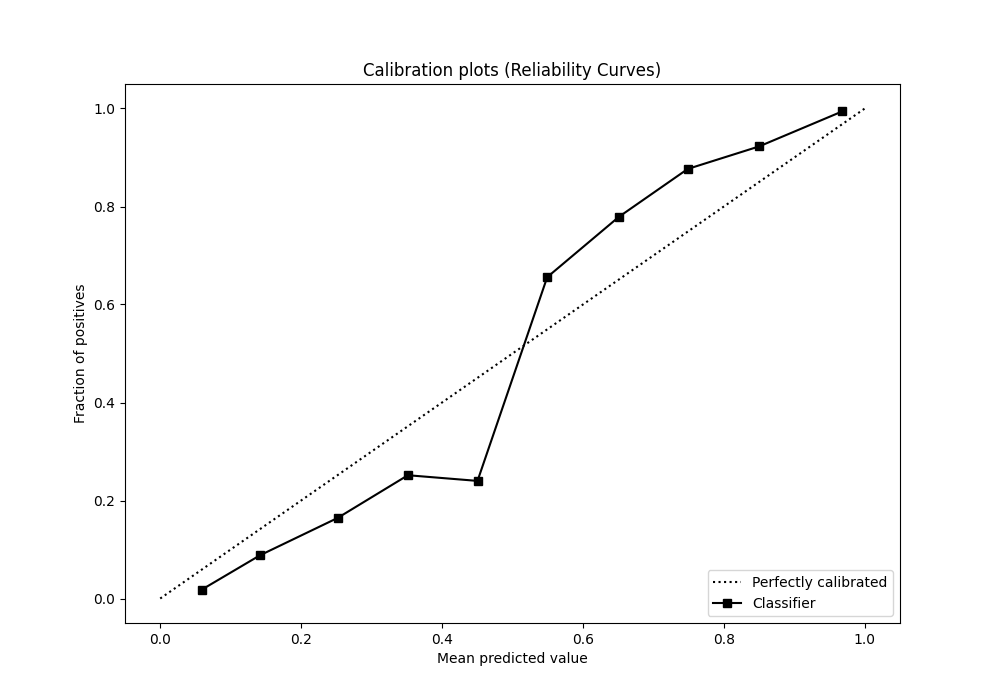 Calibration plots (Reliability Curves)
1.0
0.8
0.6
0.4
0.2
0.0
Fraction of positives
Perfectly calibrated
Classifier
0.0 0.2 0.4 0.6 0.8 1.0
Mean predicted value